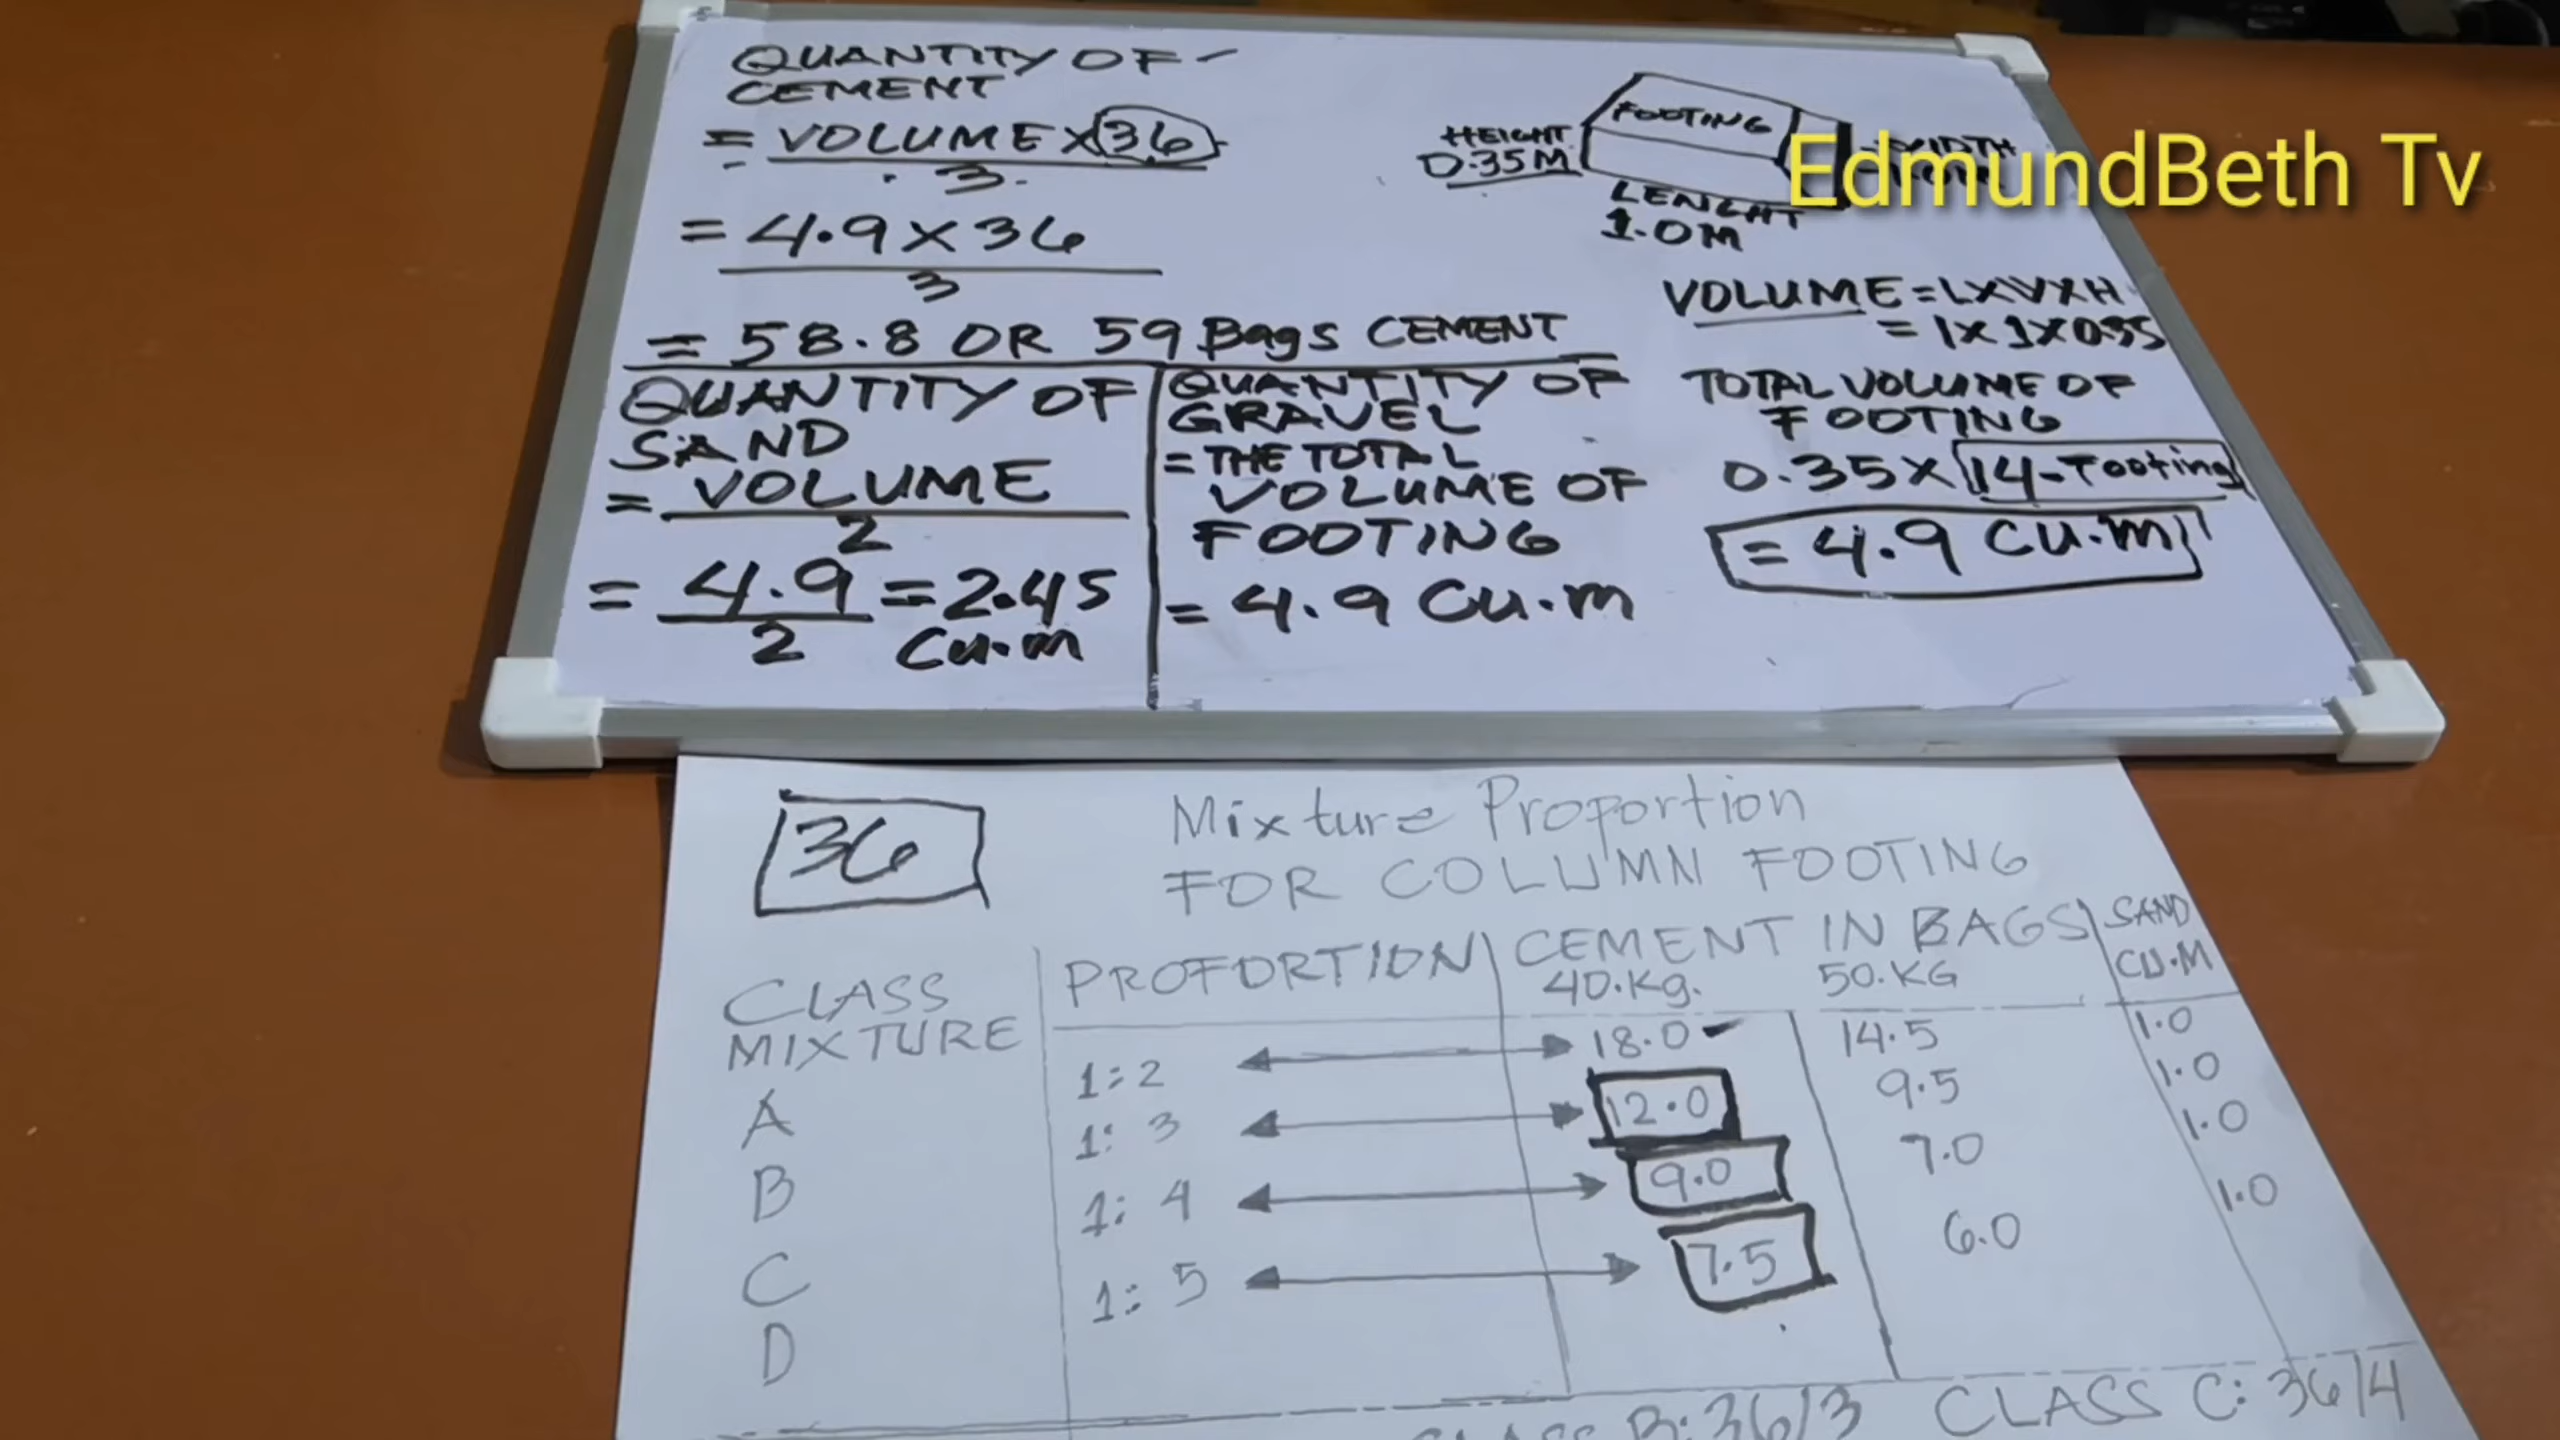 QUANTITY OF
CEMENT
= VOLUME × 36
3
= 4.9 × 36
3
= 58.8 OR 59 Bags CEMENT
QUANTITY OF
SAND
= VOLUME
2
= 4.9 = 2.45
2 Cu.m
QUANTITY OF
GRAVEL
= THE TOTAL
VOLUME OF
FOOTING
= 4.9 Cu.m
FOOTING
HEIGHT
0.35M
LENGHT
1.0M
EdmundBeth Tv
VOLUME = LXWXH
= 1X1X0.35
TOTAL VOLUME OF
FOOTING
0.35 × 14-Footing
= 4.9 CU.m
36
Mixture Proportion
FOR COLUMN FOOTING
CLASS MIXTURE PROFORTION CEMENT IN BAGS SAND CU.M
40.Kg. 50.KG
A 1:2 18.0 14.5 1.0
B 1:3 12.0 9.5 1.0
C 1:4 9.0 7.0 1.0
D 1:5 7.5 6.0 1.0
CLASS B: 36/3 CLASS C: 36/4